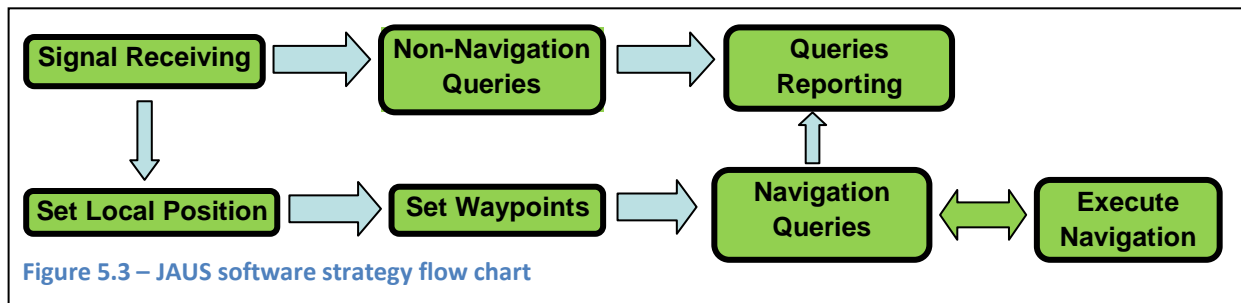 Signal Receiving
Non-Navigation
Queries
Queries
Reporting
Set Local Position
Set Waypoints
Navigation
Queries
Execute
Navigation
Figure 5.3 – JAUS software strategy flow chart